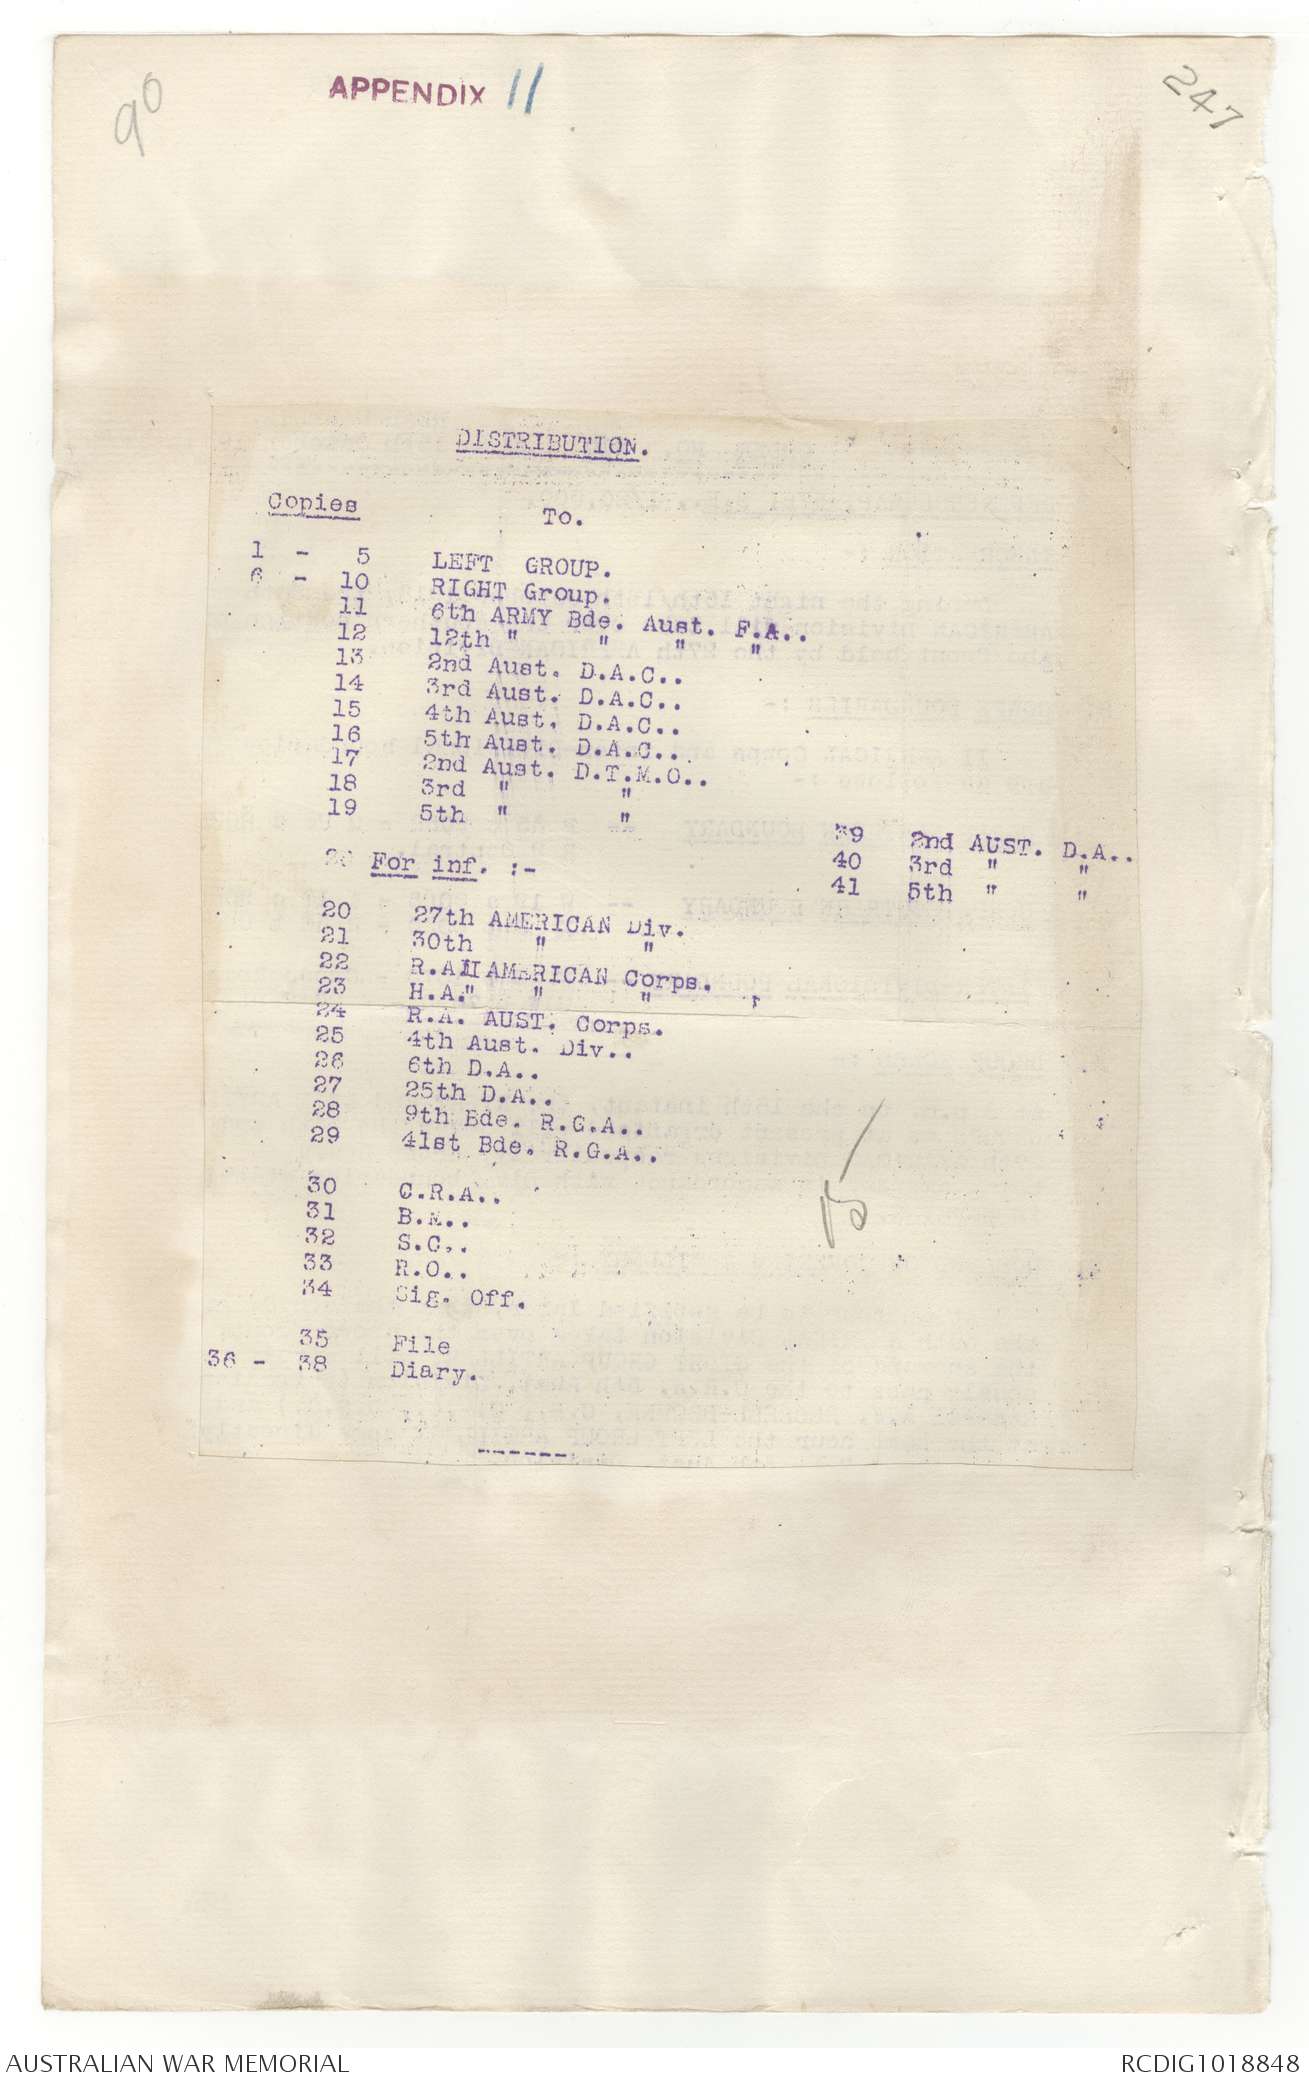 90
APPENDIX 11
247
DISTRIBUTION.
Copies To.
1 - 5 LEFT GROUP.
6 - 10 RIGHT Group.
11 6th ARMY Bde. Aust. F.A..
12 12th " " " "
13 2nd Aust. D.A.C..
14 3rd Aust. D.A.C..
15 4th Aust. D.A.C..
16 5th Aust. D.A.C..
17 2nd Aust. D.T.M.O..
18 3rd " "
19 5th " "
39 2nd AUST. D.A..
40 3rd " "
41 5th " "
20 For inf. :-
20 27th AMERICAN Div.
21 30th " "
22 R.A. II AMERICAN Corps.
23 H.A." " "
24 R.A. AUST. Corps.
25 4th Aust. Div..
26 6th D.A..
27 25th D.A..
28 9th Bde. R.G.A..
29 41st Bde. R.G.A..
30 C.R.A..
31 B.M..
32 S.C..
33 R.O..
34 Sig. Off.
35 File
36 - 38 Diary.
-------
AUSTRALIAN WAR MEMORIAL
RCDIG1018848